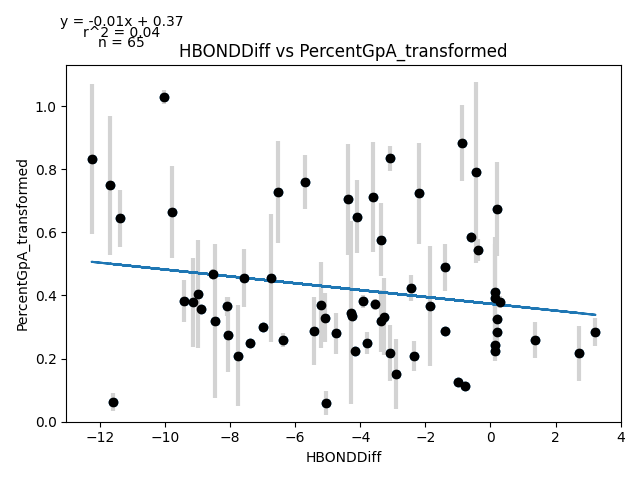 y = -0.01x + 0.37
r^2 = 0.04
n = 65
HBONDDiff vs PercentGpA_transformed
1.0
0.8
0.6
0.4
0.2
0.0
PercentGpA_transformed
−12 −10 −8 −6 −4 −2 0 2 4
HBONDDiff